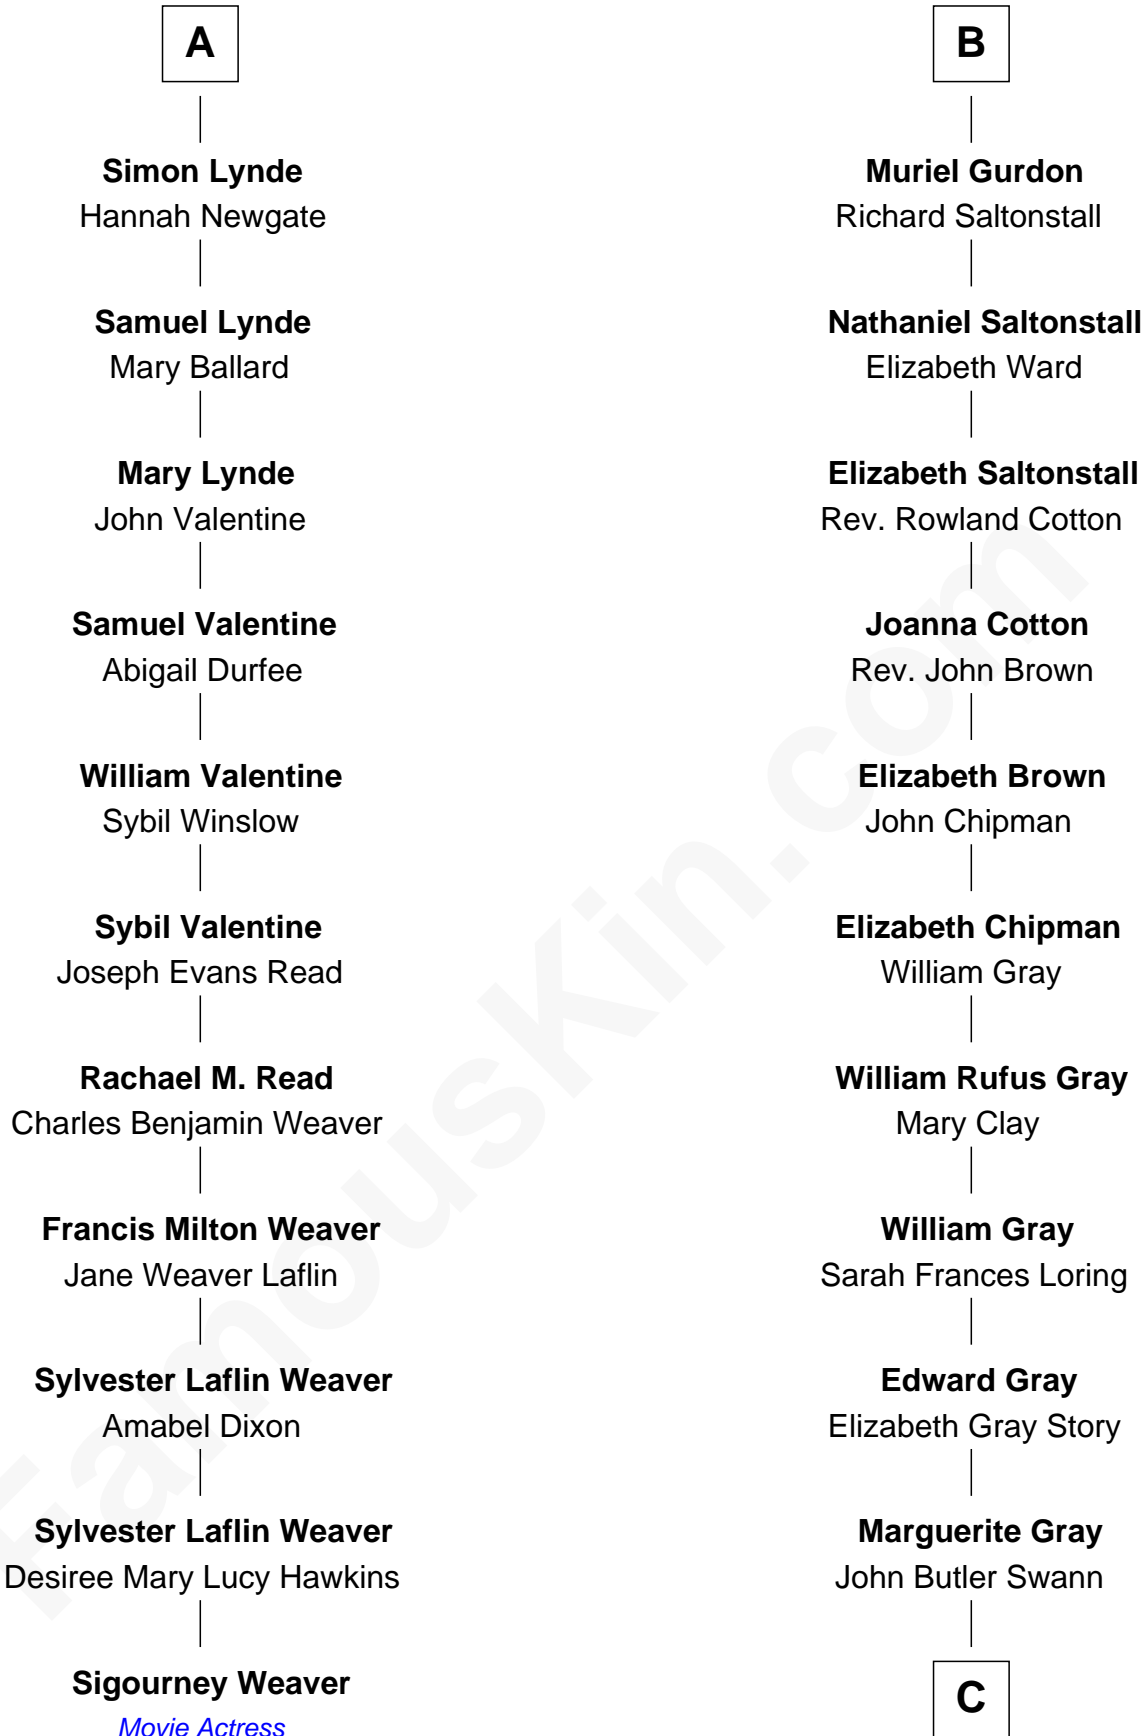 A
Simon Lynde
Hannah Newgate
Samuel Lynde
Mary Ballard
Mary Lynde
John Valentine
Samuel Valentine
Abigail Durfee
William Valentine
Sybil Winslow
Sybil Valentine
Joseph Evans Read
Rachael M. Read
Charles Benjamin Weaver
Francis Milton Weaver
Jane Weaver Laflin
Sylvester Laflin Weaver
Amabel Dixon
Sylvester Laflin Weaver
Desiree Mary Lucy Hawkins
Sigourney Weaver
Movie Actress
B
Muriel Gurdon
Richard Saltonstall
Nathaniel Saltonstall
Elizabeth Ward
Elizabeth Saltonstall
Rev. Rowland Cotton
Joanna Cotton
Rev. John Brown
Elizabeth Brown
John Chipman
Elizabeth Chipman
William Gray
William Rufus Gray
Mary Clay
William Gray
Sarah Frances Loring
Edward Gray
Elizabeth Gray Story
Marguerite Gray
John Butler Swann
C
FamousKin.com